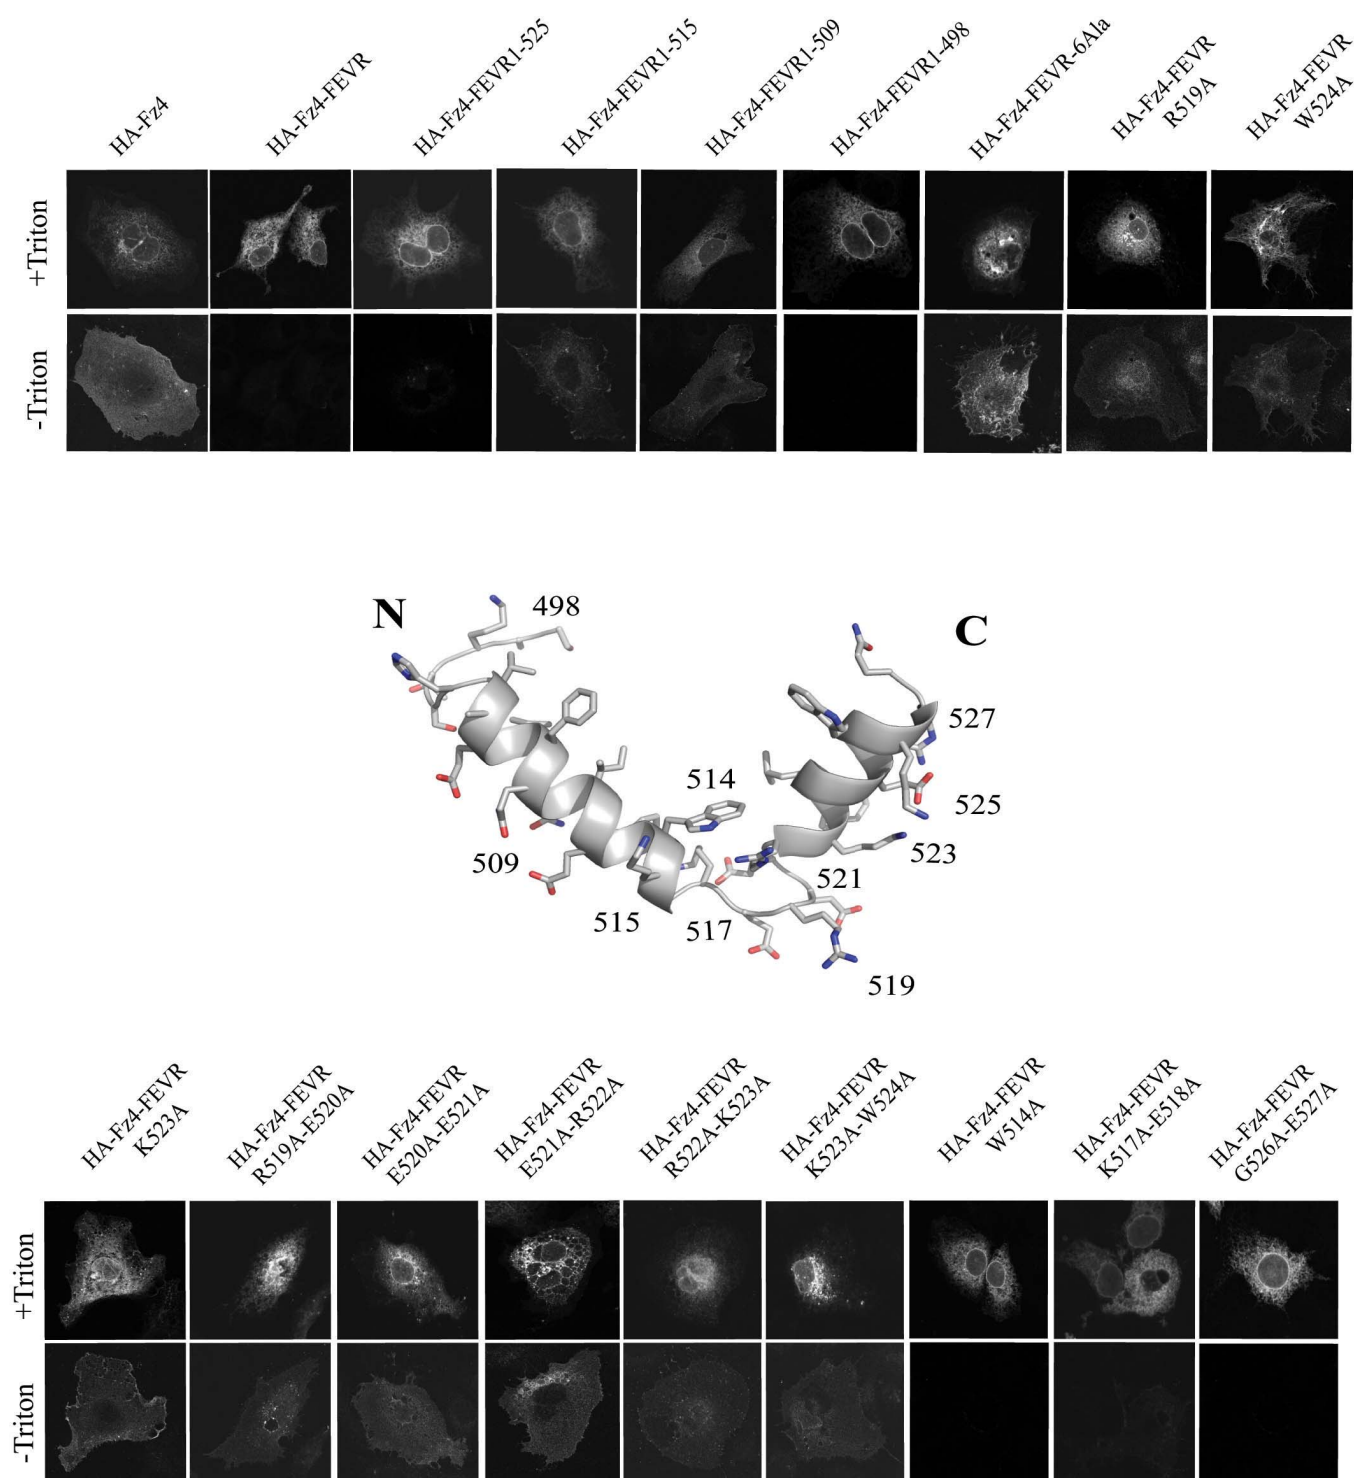 HA-Fz4
HA-Fz4-FEVR
HA-Fz4-FEVR1-525
HA-Fz4-FEVR1-515
HA-Fz4-FEVR1-509
HA-Fz4-FEVR1-498
HA-Fz4-FEVR-6Ala
HA-Fz4-FEVR
R519A
HA-Fz4-FEVR
W524A
+Triton
-Triton
N
498
C
527
514
525
523
509
521
515
517
519
HA-Fz4-FEVR
K523A
HA-Fz4-FEVR
R519A-E520A
HA-Fz4-FEVR
E520A-E521A
HA-Fz4-FEVR
E521A-R522A
HA-Fz4-FEVR
R522A-K523A
HA-Fz4-FEVR
K523A-W524A
HA-Fz4-FEVR
W514A
HA-Fz4-FEVR
K517A-E518A
HA-Fz4-FEVR
G526A-E527A
+Triton
-Triton